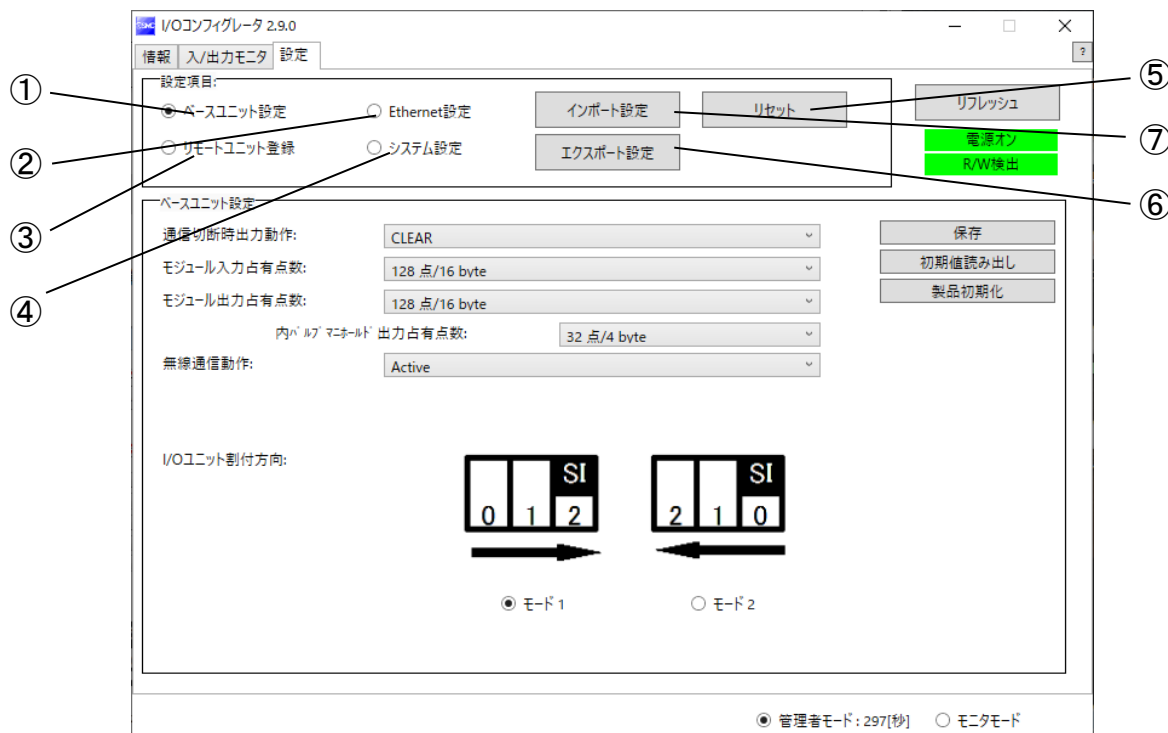 SMC I/Oコンフィグレータ 2.9.0
情報 入/出力モニタ 設定 ?
設定項目:
① ベースユニット設定 Ethernet設定 インポート設定 リセット リフレッシュ ⑤
② リモートユニット登録 システム設定 エクスポート設定 電源オン ⑦
R/W検出
⑥
ベースユニット設定
③ 通信切断時出力動作: CLEAR 保存
モジュール入力占有点数: 128 点/16 byte 初期値読み出し
④ モジュール出力占有点数: 128 点/16 byte 製品初期化
内バルブマニホールド出力占有点数: 32 点/4 byte
無線通信動作: Active
I/Oユニット割付方向:
SI SI
0 1 2 2 1 0
モード 1 モード 2
管理者モード : 297[秒] モニタモード